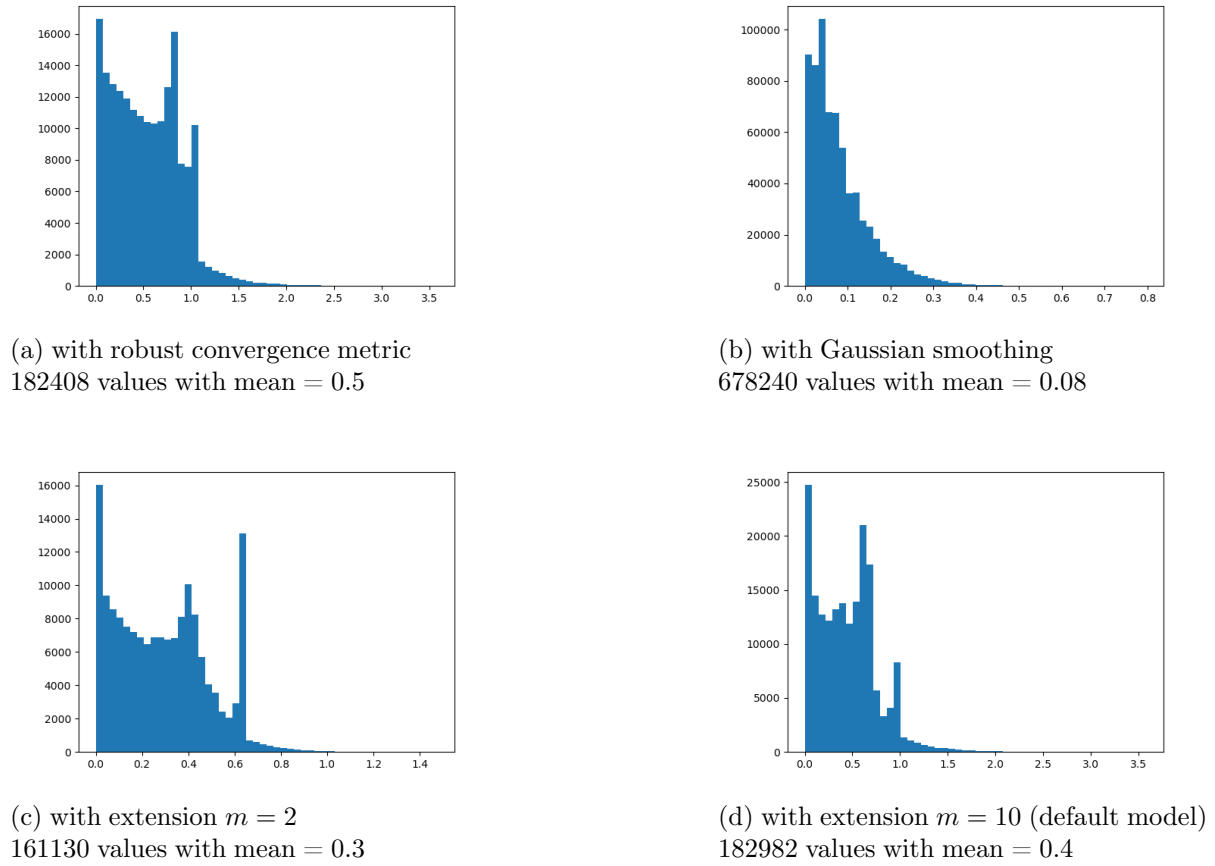 16000
14000
12000
10000
8000
6000
4000
2000
0
0.0 0.5 1.0 1.5 2.0 2.5 3.0 3.5
(a) with robust convergence metric
182408 values with mean = 0.5
100000
80000
60000
40000
20000
0
0.0 0.1 0.2 0.3 0.4 0.5 0.6 0.7 0.8
(b) with Gaussian smoothing
678240 values with mean = 0.08
16000
14000
12000
10000
8000
6000
4000
2000
0
0.0 0.2 0.4 0.6 0.8 1.0 1.2 1.4
(c) with extension m = 2
161130 values with mean = 0.3
25000
20000
15000
10000
5000
0
0.0 0.5 1.0 1.5 2.0 2.5 3.0 3.5
(d) with extension m = 10 (default model)
182982 values with mean = 0.4